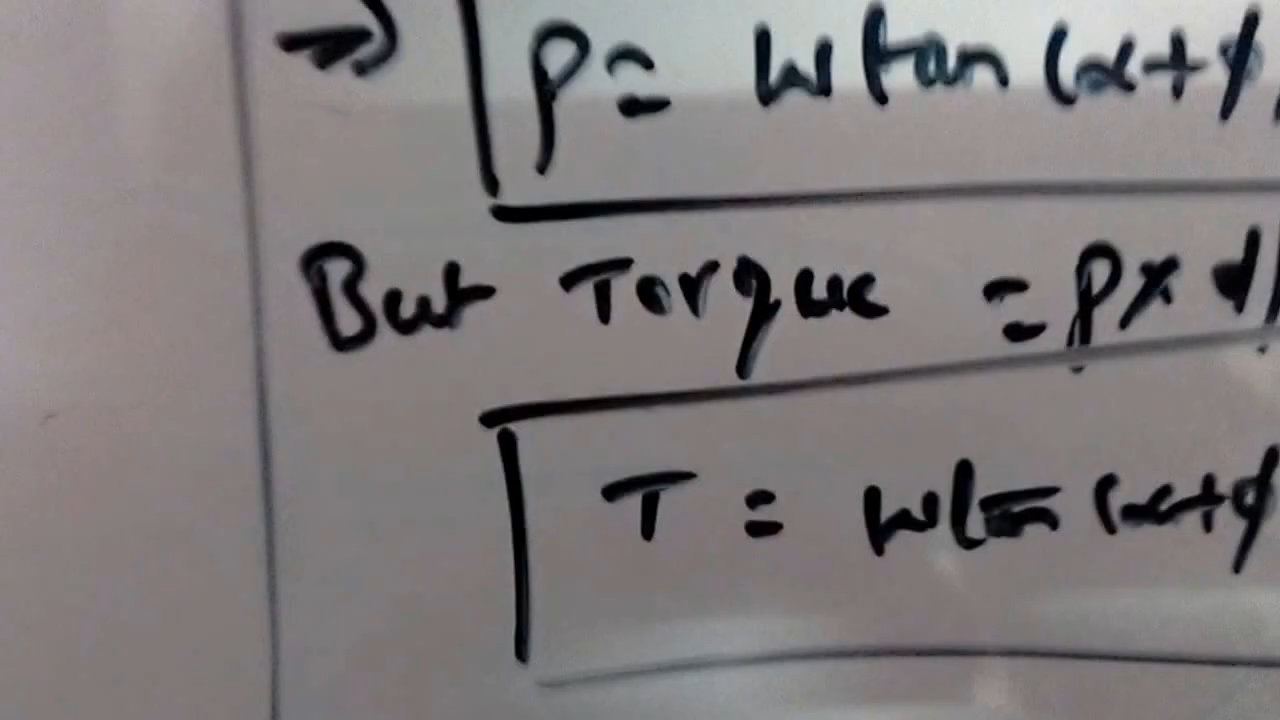 → P = W tan (α + φ
But Torque = P × d/
T = W tan (α + φ